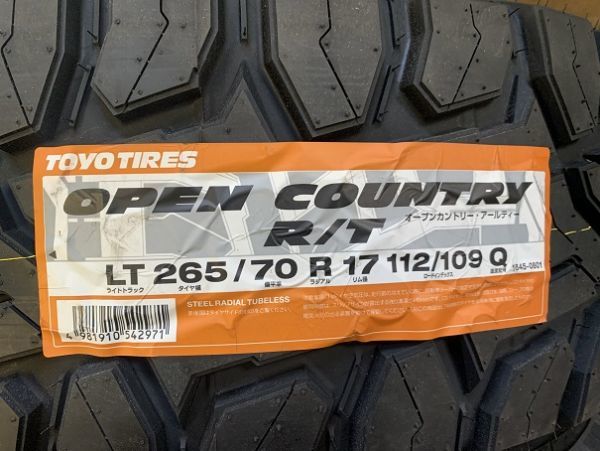 TOYO TIRES
OPEN COUNTRY
R/T
オープンカントリー・アールティー
LT 265/70 R 17 112/109 Q
ライトトラック タイヤ幅 偏平率 ラジアル リム径 ロードインデックス 速度記号 1545-0601
STEEL RADIAL TUBELESS
4 981910 542971